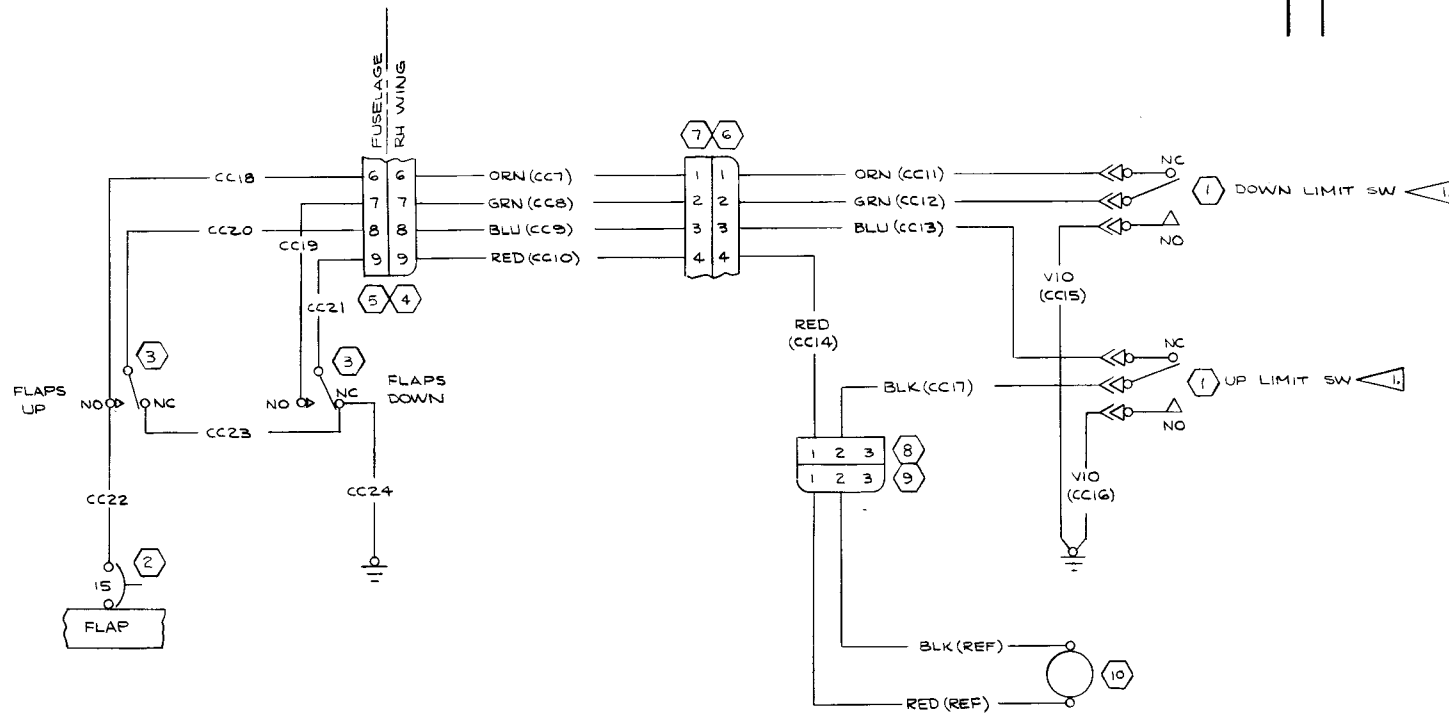 FUSELAGE
RH WING
7 6
CC18 6 6 ORN (CC7) 1 1 ORN (CC11) NC
CC19 7 7 GRN (CC8) 2 2 GRN (CC12) 1 DOWN LIMIT SW 1.
CC20 8 8 BLU (CC9) 3 3 BLU (CC13) NO
9 9 RED (CC10) 4 4
5 4
CC21
VIO
(CC15)
RED
(CC14)
3
3
NC
FLAPS
UP
NO NC
NO NC
FLAPS
DOWN
BLK (CC17)
1 UP LIMIT SW 1.
NO
CC23
1 2 3 8
1 2 3 9
CC22
CC24
VIO
(CC16)
2
15
FLAP
BLK (REF)
10
RED (REF)